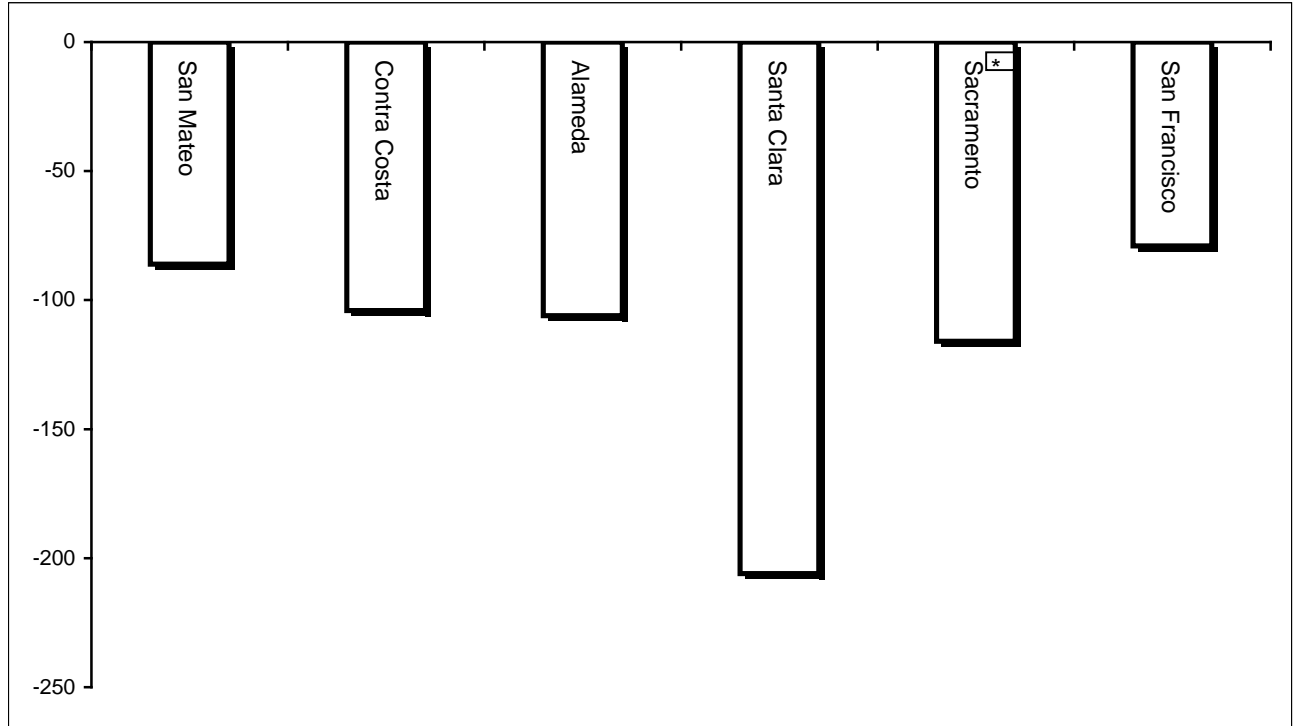 0
-50
-100
-150
-200
-250
San Mateo
Contra Costa
Alameda
Santa Clara
Sacramento
*
San Francisco